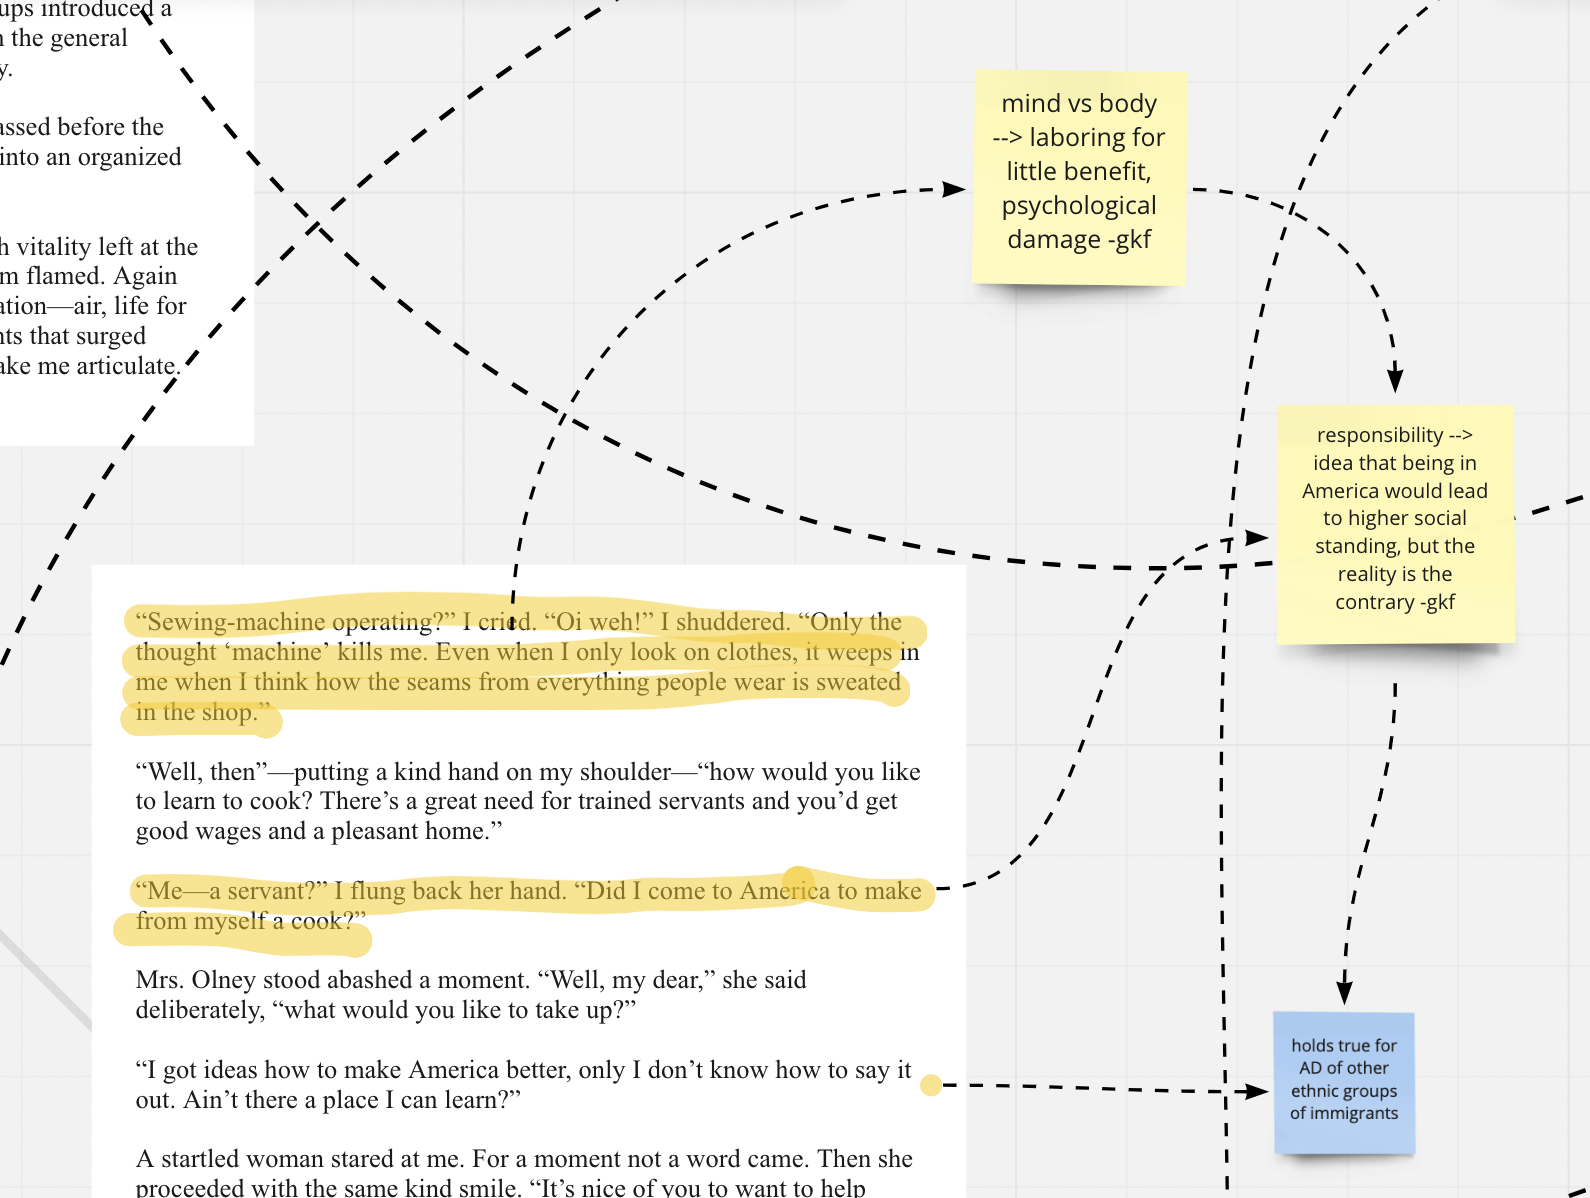 ups introduced a
the general
y.
assed before the
into an organized
h vitality left at the
m flamed. Again
ation—air, life for
nts that surged
ake me articulate.
mind vs body
--> laboring for
little benefit,
psychological
damage -gkf
responsibility -->
idea that being in
America would lead
to higher social
standing, but the
reality is the
contrary -gkf
“Sewing-machine operating?” I cried. “Oi weh!” I shuddered. “Only the
thought ‘machine’ kills me. Even when I only look on clothes, it weeps in
me when I think how the seams from everything people wear is sweated
in the shop.”
“Well, then”—putting a kind hand on my shoulder—“how would you like
to learn to cook? There’s a great need for trained servants and you’d get
good wages and a pleasant home.”
“Me—a servant?” I flung back her hand. “Did I come to America to make
from myself a cook?”
Mrs. Olney stood abashed a moment. “Well, my dear,” she said
deliberately, “what would you like to take up?”
“I got ideas how to make America better, only I don’t know how to say it
out. Ain’t there a place I can learn?”
A startled woman stared at me. For a moment not a word came. Then she
proceeded with the same kind smile. “It’s nice of you to want to help
holds true for
AD of other
ethnic groups
of immigrants